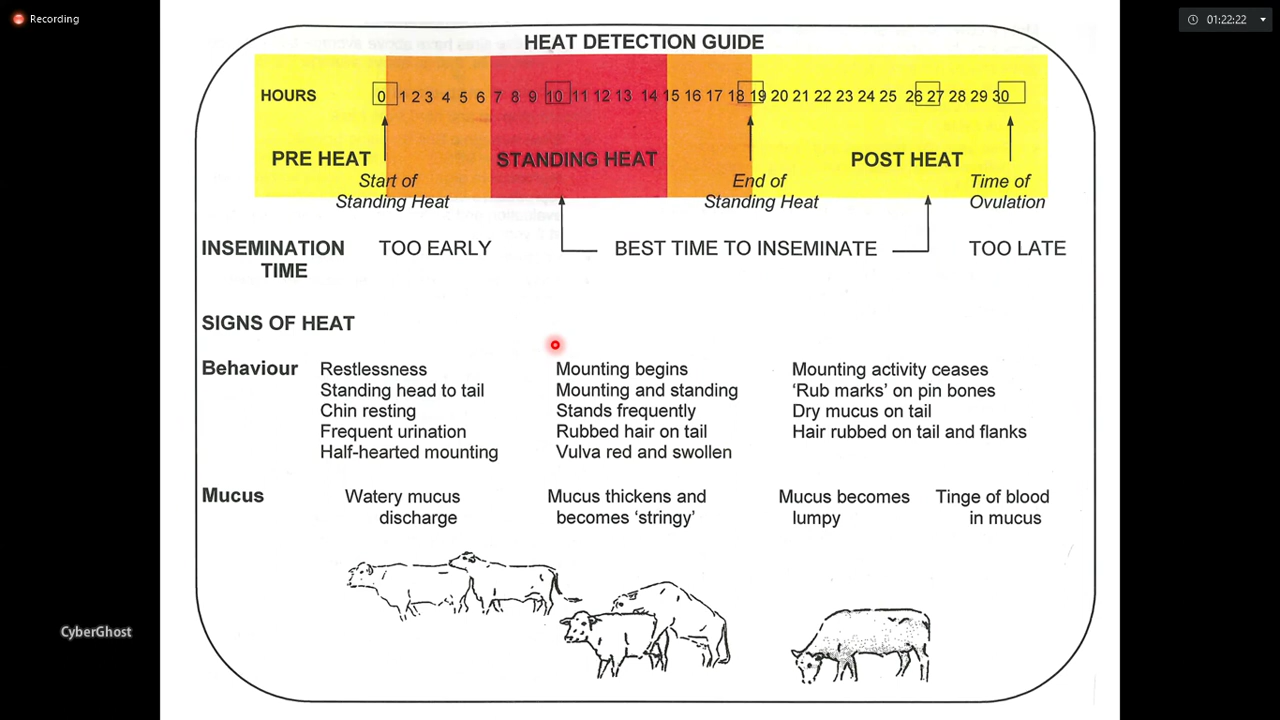 Recording
01:22:22
HEAT DETECTION GUIDE
HOURS 0 1 2 3 4 5 6 7 8 9 10 11 12 13 14 15 16 17 18 19 20 21 22 23 24 25 26 27 28 29 30
PRE HEAT STANDING HEAT POST HEAT
Start of
Standing Heat
End of
Standing Heat
Time of
Ovulation
INSEMINATION
TIME
TOO EARLY BEST TIME TO INSEMINATE TOO LATE
SIGNS OF HEAT
Behaviour
Restlessness
Standing head to tail
Chin resting
Frequent urination
Half-hearted mounting
Mounting begins
Mounting and standing
Stands frequently
Rubbed hair on tail
Vulva red and swollen
Mounting activity ceases
‘Rub marks’ on pin bones
Dry mucus on tail
Hair rubbed on tail and flanks
Mucus
Watery mucus
discharge
Mucus thickens and
becomes ‘stringy’
Mucus becomes
lumpy
Tinge of blood
in mucus
CyberGhost